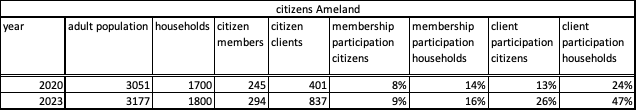 citizens Ameland
year adult population households citizen members citizen clients membership participation citizens membership participation households client participation citizens client participation households
2020 3051 1700 245 401 8% 14% 13% 24%
2023 3177 1800 294 837 9% 16% 26% 47%